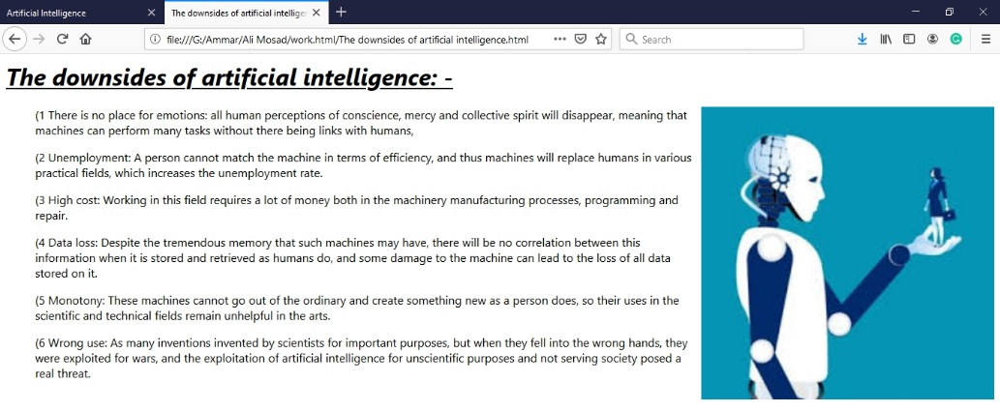 Artificial Intelligence
The downsides of artificial intellige
file:///G:/Ammar/Ali Mosad/work.html/The downsides of artificial intelligence.html
Search
The downsides of artificial intelligence: -
(1 There is no place for emotions: all human perceptions of conscience, mercy and collective spirit will disappear, meaning that
machines can perform many tasks without there being links with humans,
(2 Unemployment: A person cannot match the machine in terms of efficiency, and thus machines will replace humans in various
practical fields, which increases the unemployment rate.
(3 High cost: Working in this field requires a lot of money both in the machinery manufacturing processes, programming and
repair.
(4 Data loss: Despite the tremendous memory that such machines may have, there will be no correlation between this
information when it is stored and retrieved as humans do, and some damage to the machine can lead to the loss of all data
stored on it.
(5 Monotony: These machines cannot go out of the ordinary and create something new as a person does, so their uses in the
scientific and technical fields remain unhelpful in the arts.
(6 Wrong use: As many inventions invented by scientists for important purposes, but when they fell into the wrong hands, they
were exploited for wars, and the exploitation of artificial intelligence for unscientific purposes and not serving society posed a
real threat.